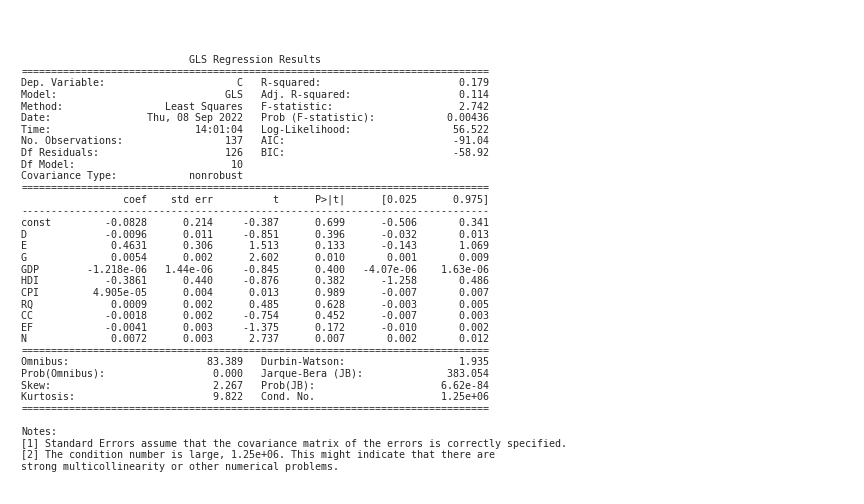 GLS Regression Results
==============================================================================
Dep. Variable:                      C   R-squared:                       0.179
Model:                            GLS   Adj. R-squared:                  0.114
Method:                 Least Squares   F-statistic:                     2.742
Date:                Thu, 08 Sep 2022   Prob (F-statistic):            0.00436
Time:                        14:01:04   Log-Likelihood:                 56.522
No. Observations:                 137   AIC:                            -91.04
Df Residuals:                     126   BIC:                            -58.92
Df Model:                          10
Covariance Type:            nonrobust
==============================================================================
                 coef    std err          t      P>|t|      [0.025      0.975]
------------------------------------------------------------------------------
const         -0.0828      0.214     -0.387      0.699      -0.506       0.341
D             -0.0096      0.011     -0.851      0.396      -0.032       0.013
E              0.4631      0.306      1.513      0.133      -0.143       1.069
G              0.0054      0.002      2.602      0.010       0.001       0.009
GDP        -1.218e-06   1.44e-06     -0.845      0.400   -4.07e-06    1.63e-06
HDI           -0.3861      0.440     -0.876      0.382      -1.258       0.486
CPI         4.905e-05      0.004      0.013      0.989      -0.007       0.007
RQ             0.0009      0.002      0.485      0.628      -0.003       0.005
CC            -0.0018      0.002     -0.754      0.452      -0.007       0.003
EF            -0.0041      0.003     -1.375      0.172      -0.010       0.002
N              0.0072      0.003      2.737      0.007       0.002       0.012
==============================================================================
Omnibus:                       83.389   Durbin-Watson:                   1.935
Prob(Omnibus):                  0.000   Jarque-Bera (JB):              383.054
Skew:                           2.267   Prob(JB):                     6.62e-84
Kurtosis:                       9.822   Cond. No.                     1.25e+06
==============================================================================

Notes:
[1] Standard Errors assume that the covariance matrix of the errors is correctly specified.
[2] The condition number is large, 1.25e+06. This might indicate that there are
strong multicollinearity or other numerical problems.